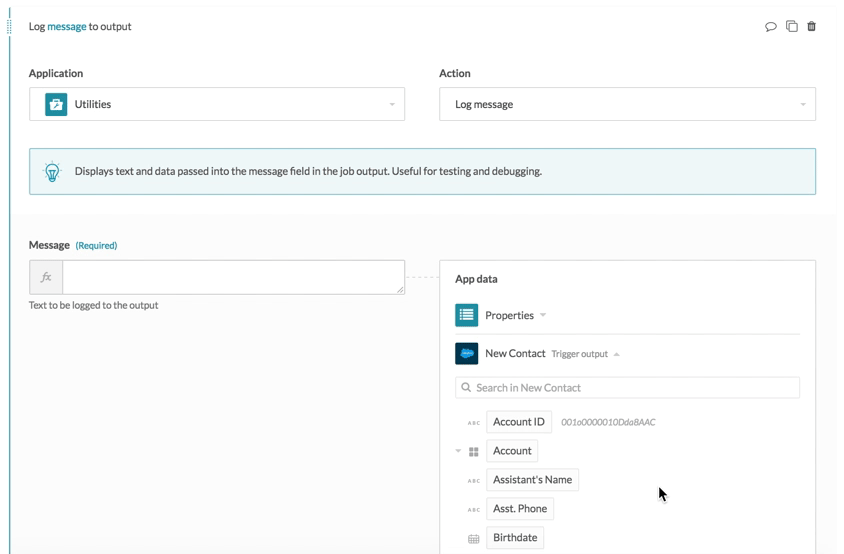 Log message to output
Application
Action
Utilities
Log message
Displays text and data passed into the message field in the job output. Useful for testing and debugging.
Message (Required)
fx
Text to be logged to the output
App data
Properties
New Contact Trigger output
Search in New Contact
ABC Account ID 001o0000010Dda8AAC
Account
ABC Assistant's Name
ABC Asst. Phone
Birthdate